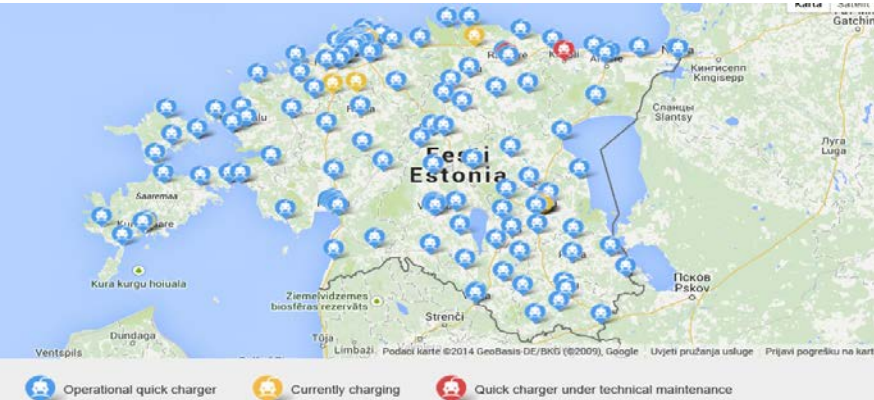 Karta
Satelit
Gatchin
Кингисепп
Kingisepp
Сланцы
Slantsy
Луга
Luga
Eesti
Estonia
Saaremaa
Kura kurgu hoiuala
Псков
Pskov
Ziemeļvidzemes
biosfēras rezervāts
Strenči
Dundaga
Tūja
Limbaži
Ventspils
Podaci karte ©2014 GeoBasis-DE/BKG (©2009), Google
Uvjeti pružanja usluge
Prijavi pogrešku na kart
Operational quick charger
Currently charging
Quick charger under technical maintenance